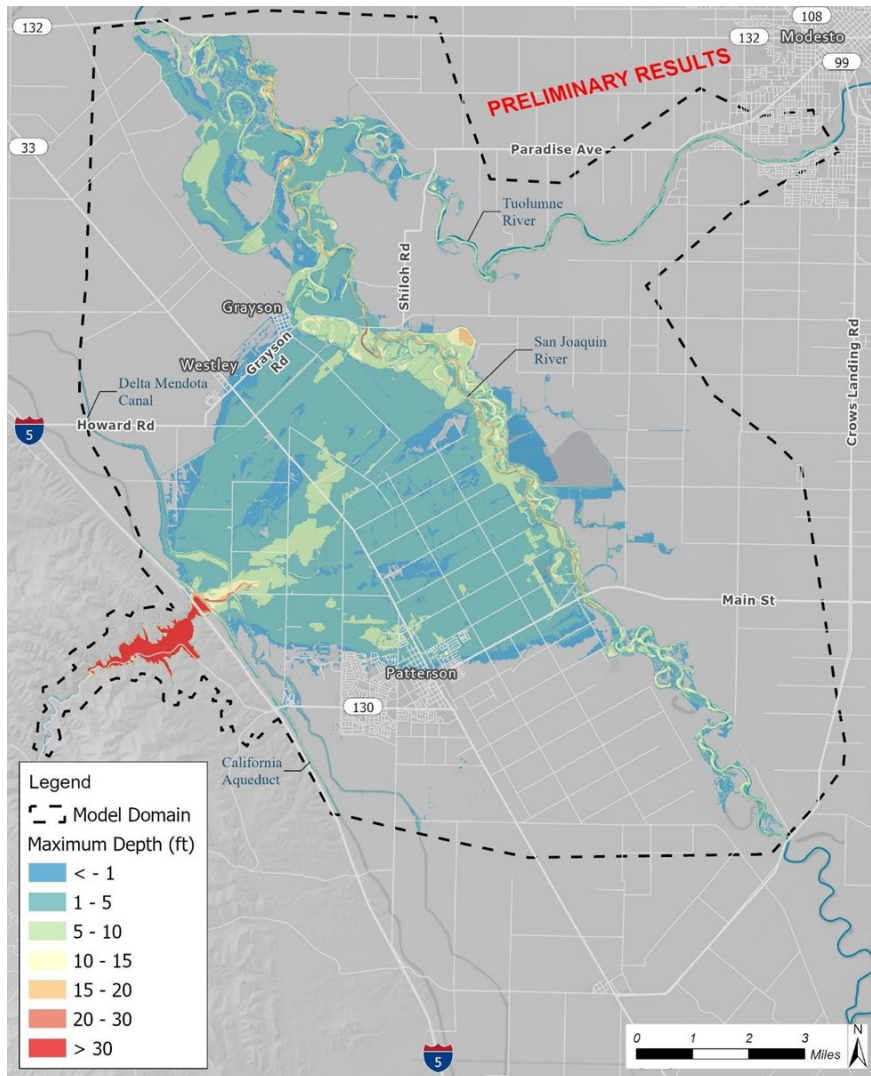 132
108
132
Modesto
99
PRELIMINARY RESULTS
33
Paradise Ave
Tuolumne
River
Shiloh Rd
Grayson
San Joaquin
River
Westley
Grayson
Rd
Crows Landing Rd
Delta Mendota
Canal
Howard Rd
5
Main St
Patterson
130
California
Aqueduct
Legend
Model Domain
Maximum Depth (ft)
< - 1
1 - 5
5 - 10
10 - 15
15 - 20
20 - 30
> 30
0 1 2 3
Miles
N
5